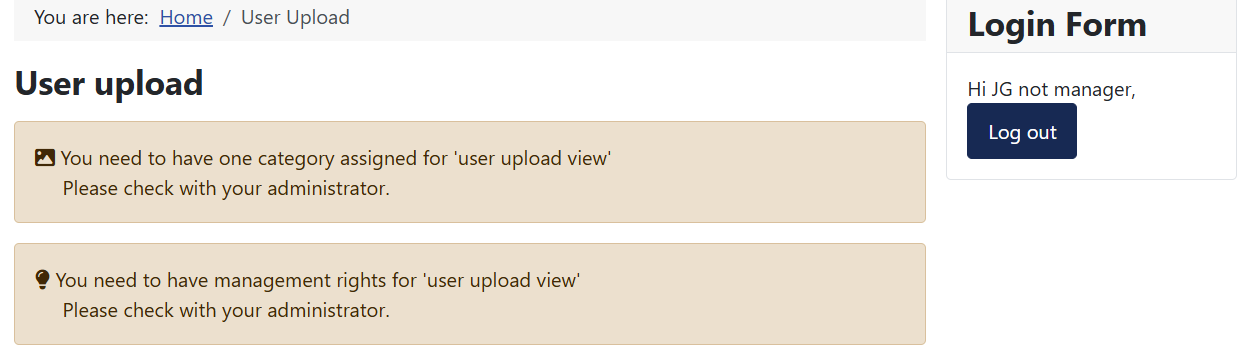 You are here: Home / User Upload
Login Form
User upload
Hi JG not manager,
Log out
You need to have one category assigned for 'user upload view'
Please check with your administrator.
You need to have management rights for 'user upload view'
Please check with your administrator.